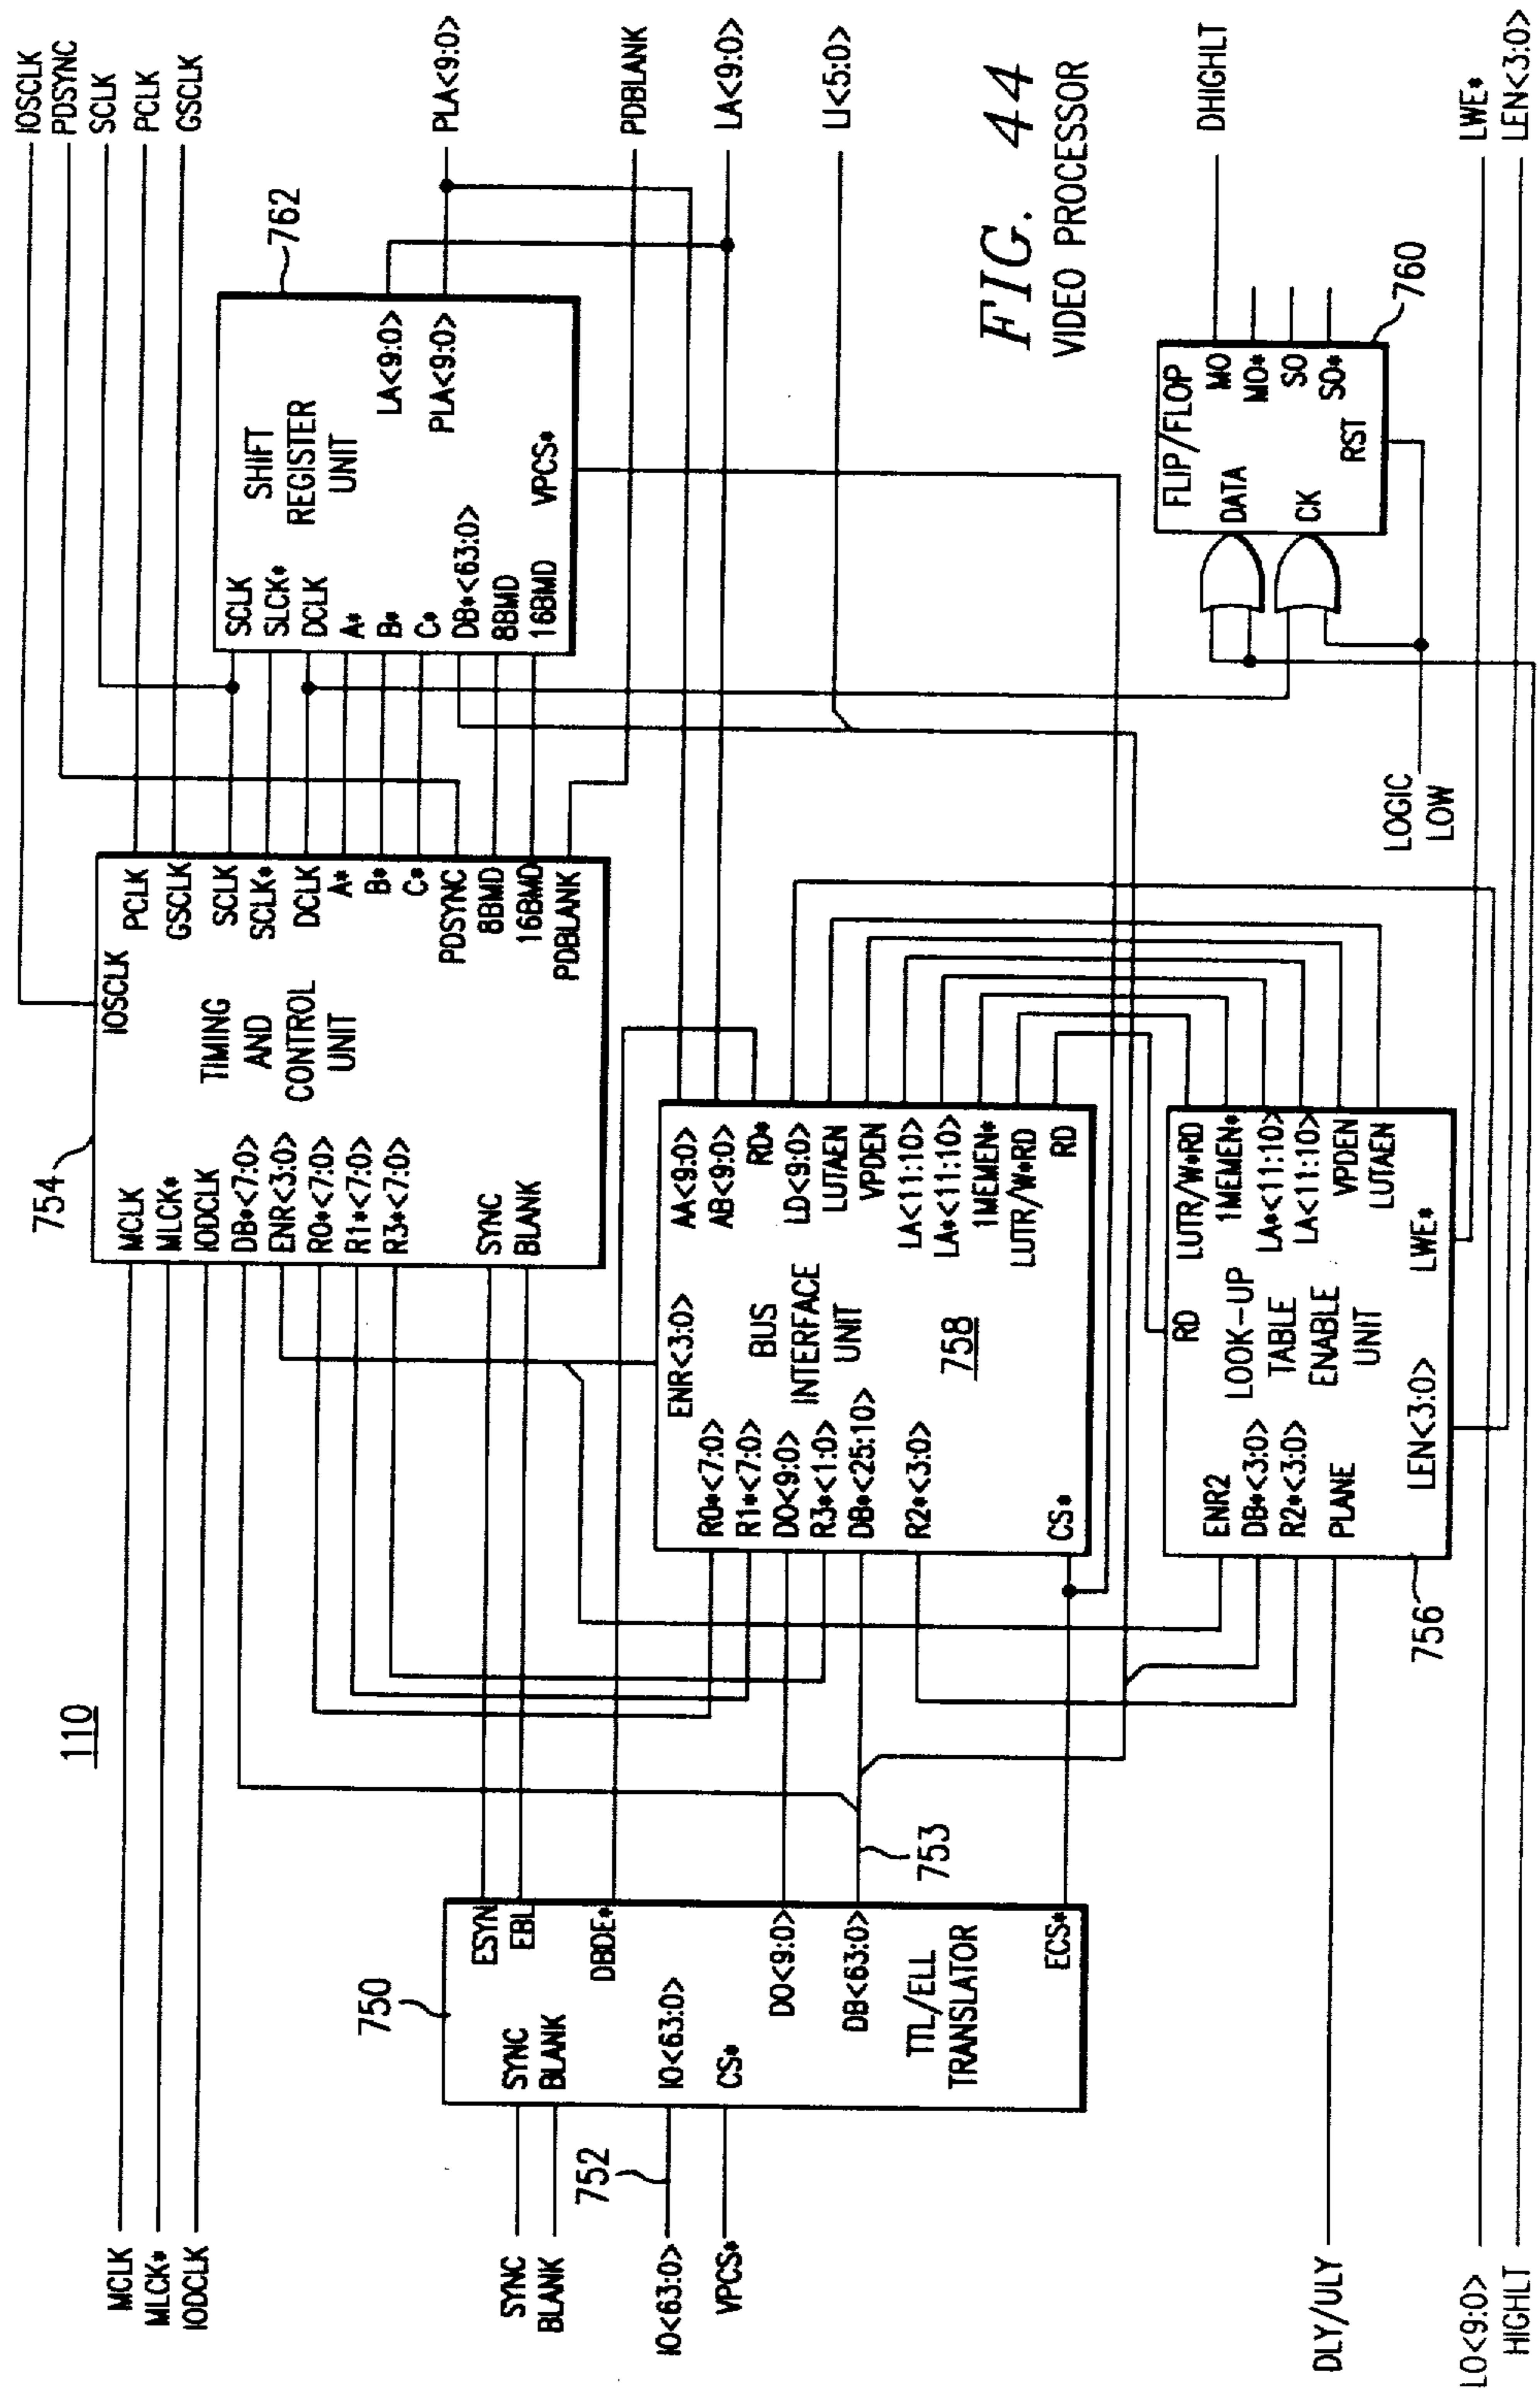 110
MCLK
MLCK*
IODCLK
SYNC
BLANK
IO<63:0>
752
VPCS*
DLY/ULY
LO<9:0>
HIGHLT
750
SYNC
BLANK
IO<63:0>
CS*
ESYN
EBL
DBDE*
DO<9:0>
DB<63:0>
TTL/ELL
TRANSLATOR
ECS*
753
754
MCLK
MLCK*
IODCLK
DB*<7:0>
ENR<3:0>
R0*<7:0>
R1*<7:0>
R3*<7:0>
SYNC
BLANK
TIMING
AND
CONTROL
UNIT
IOSCLK
PCLK
GSCLK
SCLK
SCLK*
DCLK
A*
B*
C*
PDSYNC
8BMD
16BMD
PDBLANK
ENR<3:0>
R0*<7:0>
R1*<7:0>
DO<9:0>
R3*<1:0>
DB*<25:10>
R2*<3:0>
CS*
BUS
INTERFACE
UNIT
758
AA<9:0>
AB<9:0>
RD*
LD<9:0>
LUTAEN
VPDEN
LA<11:10>
LA*<11:10>
1MEMEN*
LUTR/W*RD
RD
756
RD
ENR2
DB*<3:0>
R2*<3:0>
PLANE
LOOK-UP
TABLE
ENABLE
UNIT
LEN<3:0>
LUTR/W*RD
1MEMEN*
LA*<11:10>
LA<11:10>
VPDEN
LUTAEN
LWE*
762
SCLK
SLCK*
DCLK
A*
B*
C*
DB*<63:0>
8BMD
16BMD
SHIFT
REGISTER
UNIT
VPCS*
LA<9:0>
PLA<9:0>
LOGIC
LOW
FLIP/FLOP
DATA
CK
RST
MO
MO*
SO
SO*
760
IOSCLK
PDSYNC
SCLK
PCLK
GSCLK
PLA<9:0>
PDBLANK
LA<9:0>
LI<5:0>
FIG. 44
VIDEO PROCESSOR
DHIGHLT
LWE*
LEN<3:0>